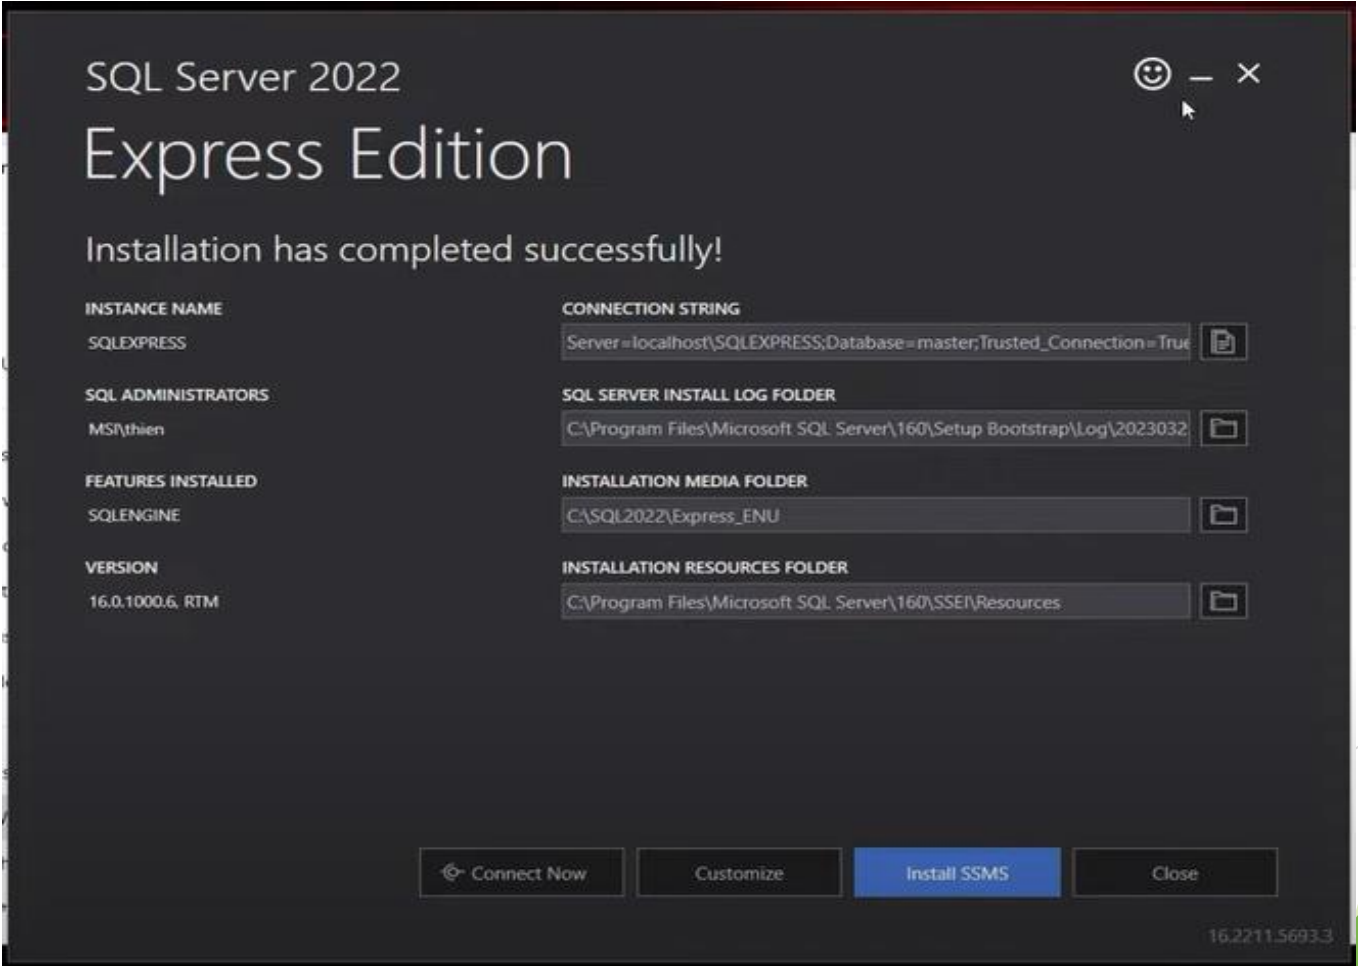 SQL Server 2022
Express Edition
Installation has completed successfully!
INSTANCE NAME
SQLEXPRESS
CONNECTION STRING
Server=localhost\SQLEXPRESS;Database=master;Trusted_Connection=True
SQL ADMINISTRATORS
MSI\thien
SQL SERVER INSTALL LOG FOLDER
C:\Program Files\Microsoft SQL Server\160\Setup Bootstrap\Log\2023032
FEATURES INSTALLED
SQLENGINE
INSTALLATION MEDIA FOLDER
C:\SQL2022\Express_ENU
VERSION
16.0.1000.6, RTM
INSTALLATION RESOURCES FOLDER
C:\Program Files\Microsoft SQL Server\160\SSEI\Resources
Connect Now
Customize
Install SSMS
Close
16.2211.5693.3